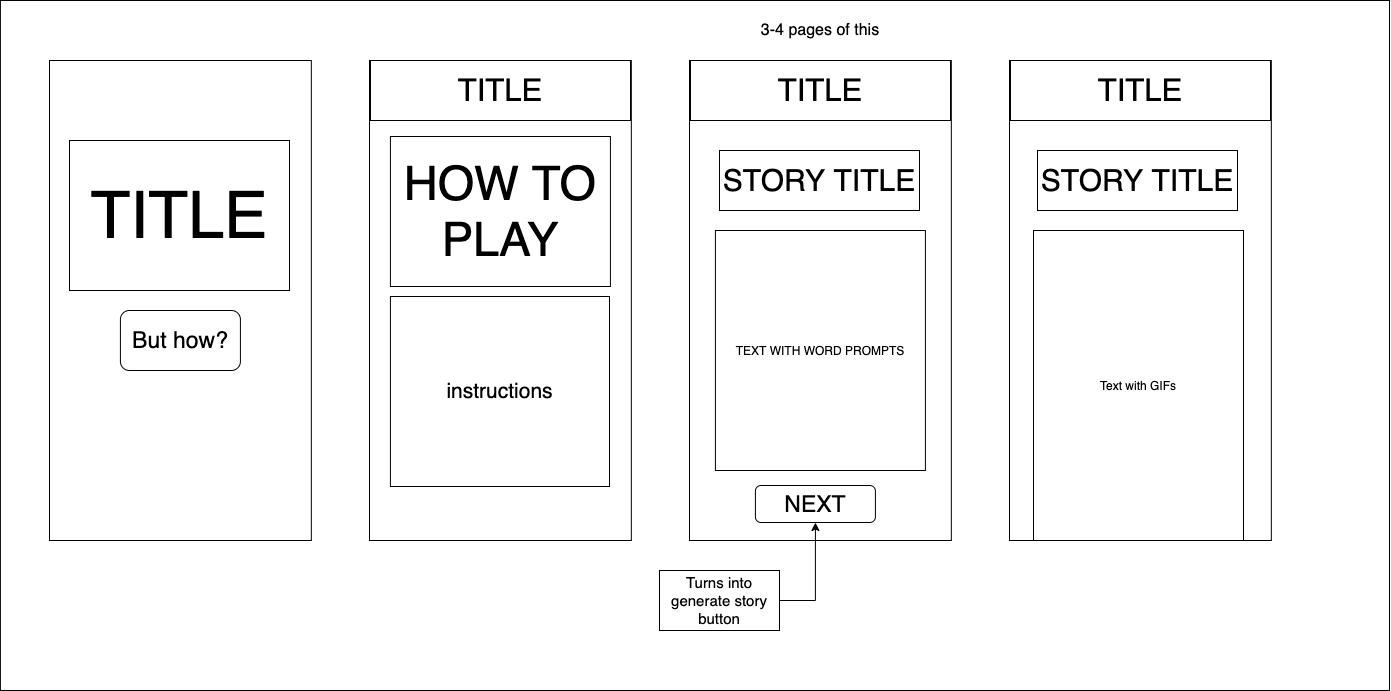 3-4 pages of this
TITLE
But how?
TITLE
HOW TO
PLAY
instructions
TITLE
STORY TITLE
TEXT WITH WORD PROMPTS
NEXT
Turns into
generate story
button
TITLE
STORY TITLE
Text with GIFs